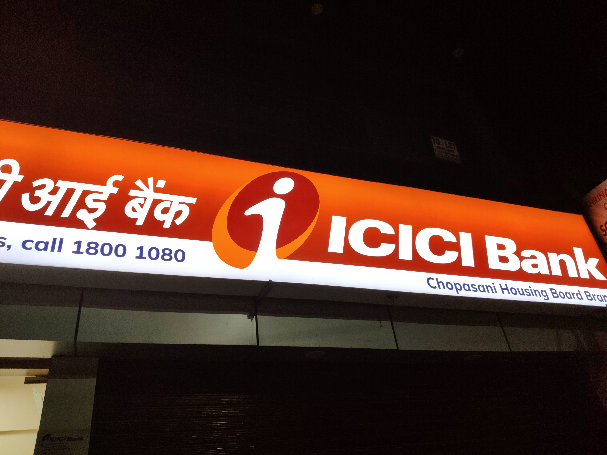 आई बैंक
ICICI Bank
s, call 1800 1080
Chopasani Housing Board